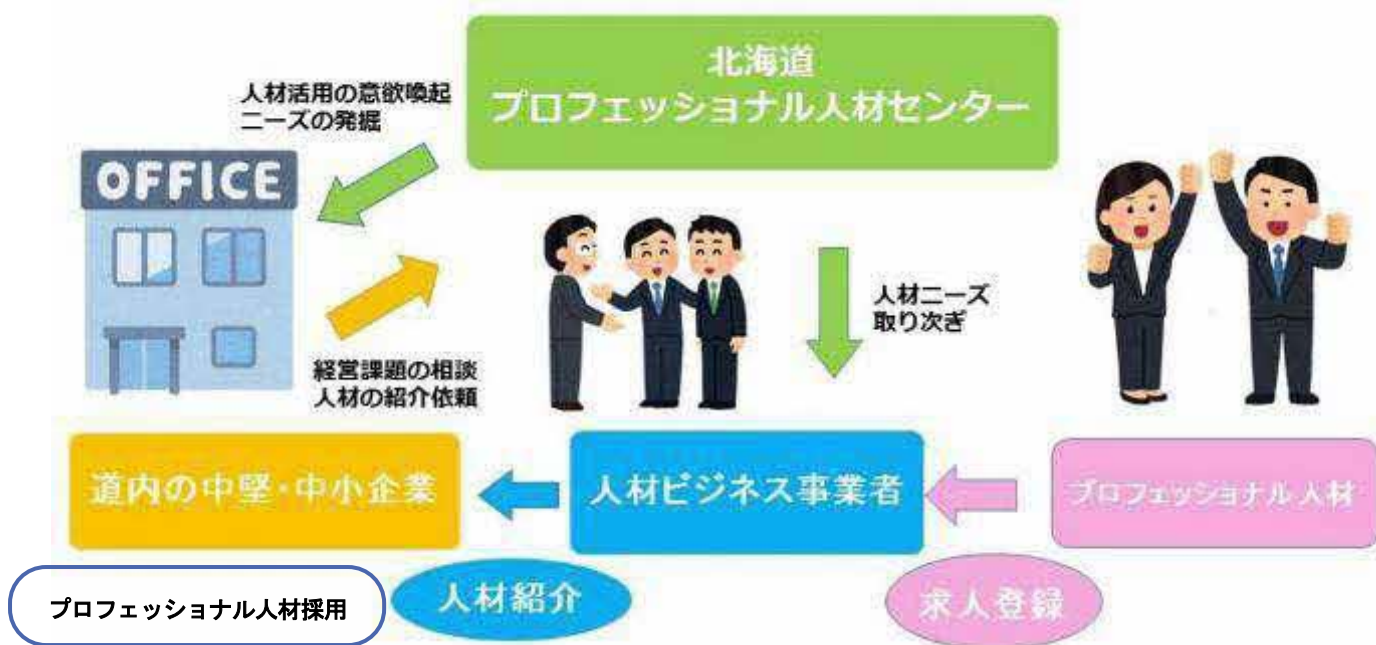 北海道
プロフェッショナル人材センター
人材活用の意欲喚起
ニーズの発掘
OFFICE
人材ニーズ
取り次ぎ
経営課題の相談
人材の紹介依頼
道内の中堅・中小企業
人材ビジネス事業者
プロフェッショナル人材
プロフェッショナル人材採用
人材紹介
求人登録